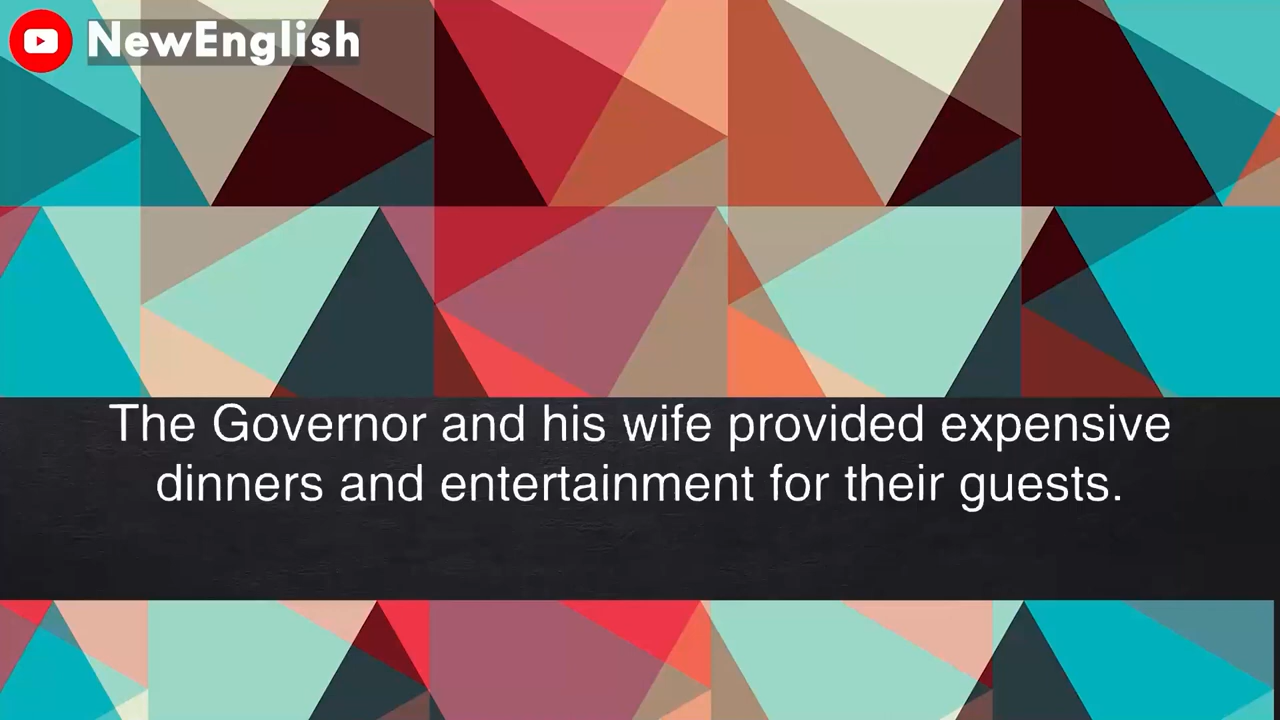 NewEnglish
The Governor and his wife provided expensive
dinners and entertainment for their guests.